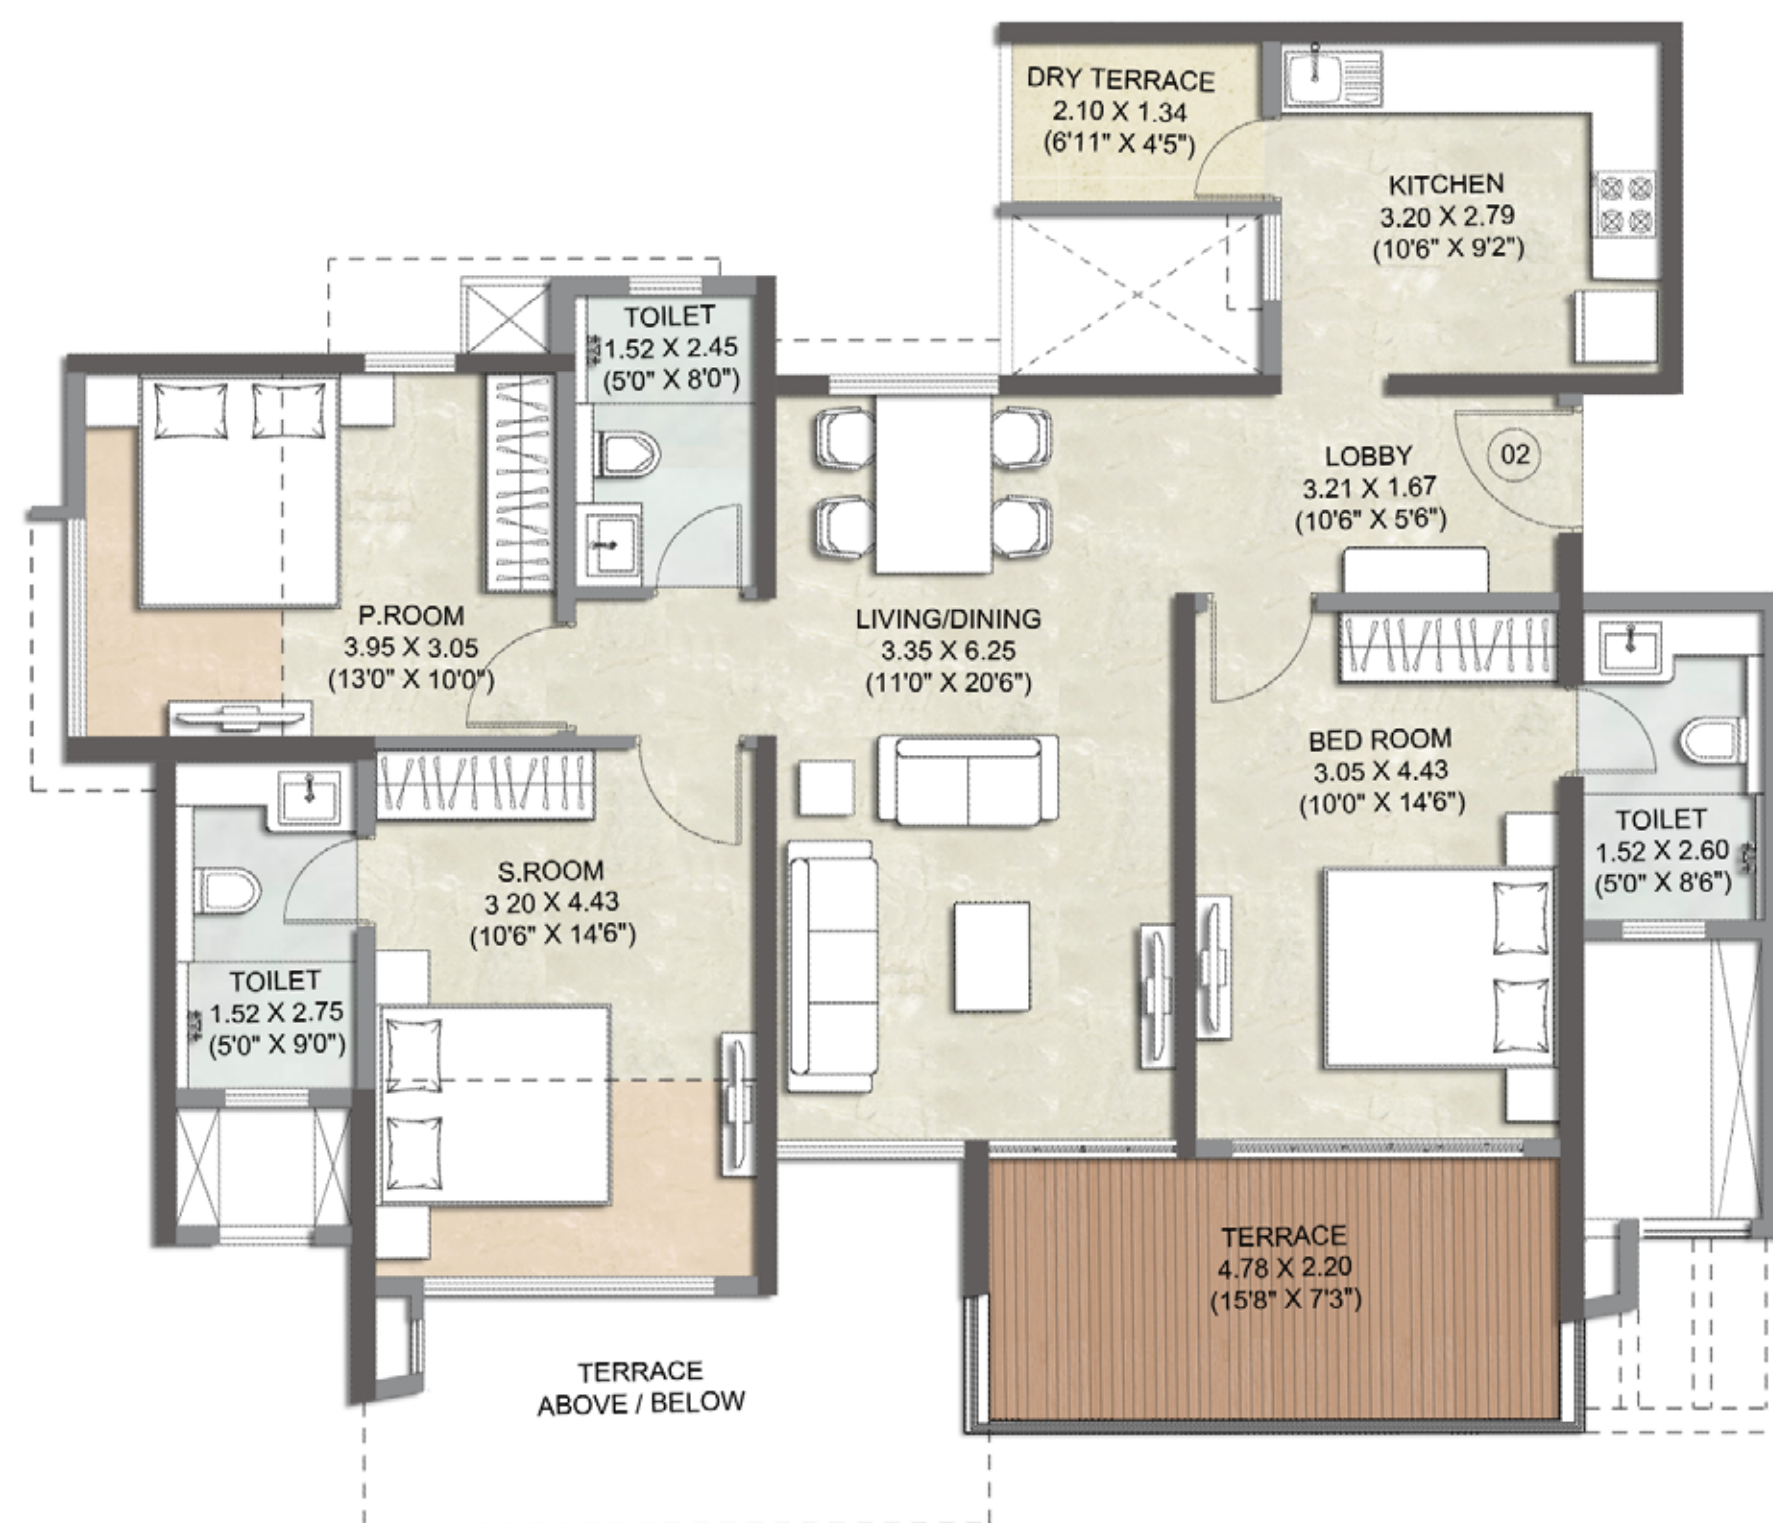 DRY TERRACE
2.10 X 1.34
(6'11" X 4'5")
KITCHEN
3.20 X 2.79
(10'6" X 9'2")
TOILET
1.52 X 2.45
(5'0" X 8'0")
LOBBY
3.21 X 1.67
(10'6" X 5'6")
02
P.ROOM
3.95 X 3.05
(13'0" X 10'0")
LIVING/DINING
3.35 X 6.25
(11'0" X 20'6")
BED ROOM
3.05 X 4.43
(10'0" X 14'6")
TOILET
1.52 X 2.60
(5'0" X 8'6")
S.ROOM
3 20 X 4.43
(10'6" X 14'6")
TOILET
1.52 X 2.75
(5'0" X 9'0")
TERRACE
4.78 X 2.20
(15'8" X 7'3")
TERRACE
ABOVE / BELOW